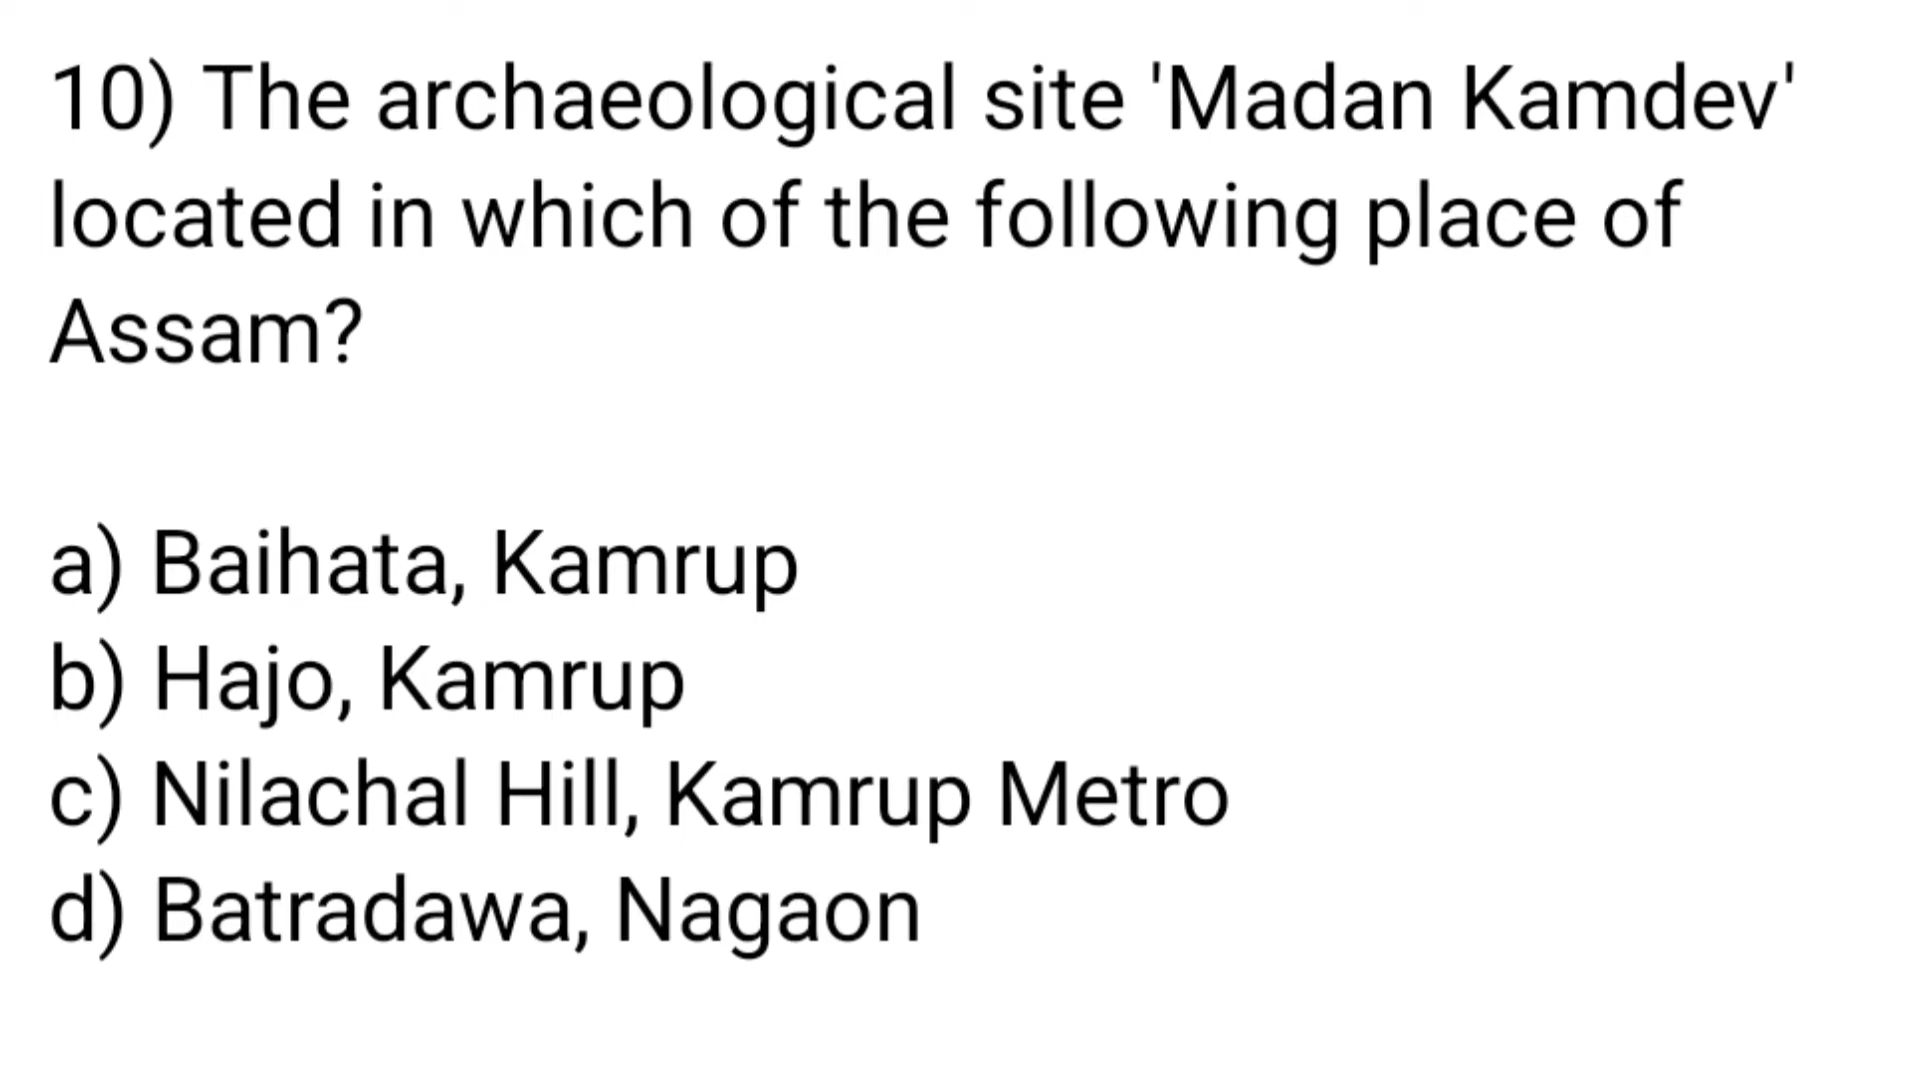 10) The archaeological site 'Madan Kamdev'
located in which of the following place of
Assam?
a) Baihata, Kamrup
b) Hajo, Kamrup
c) Nilachal Hill, Kamrup Metro
d) Batradawa, Nagaon